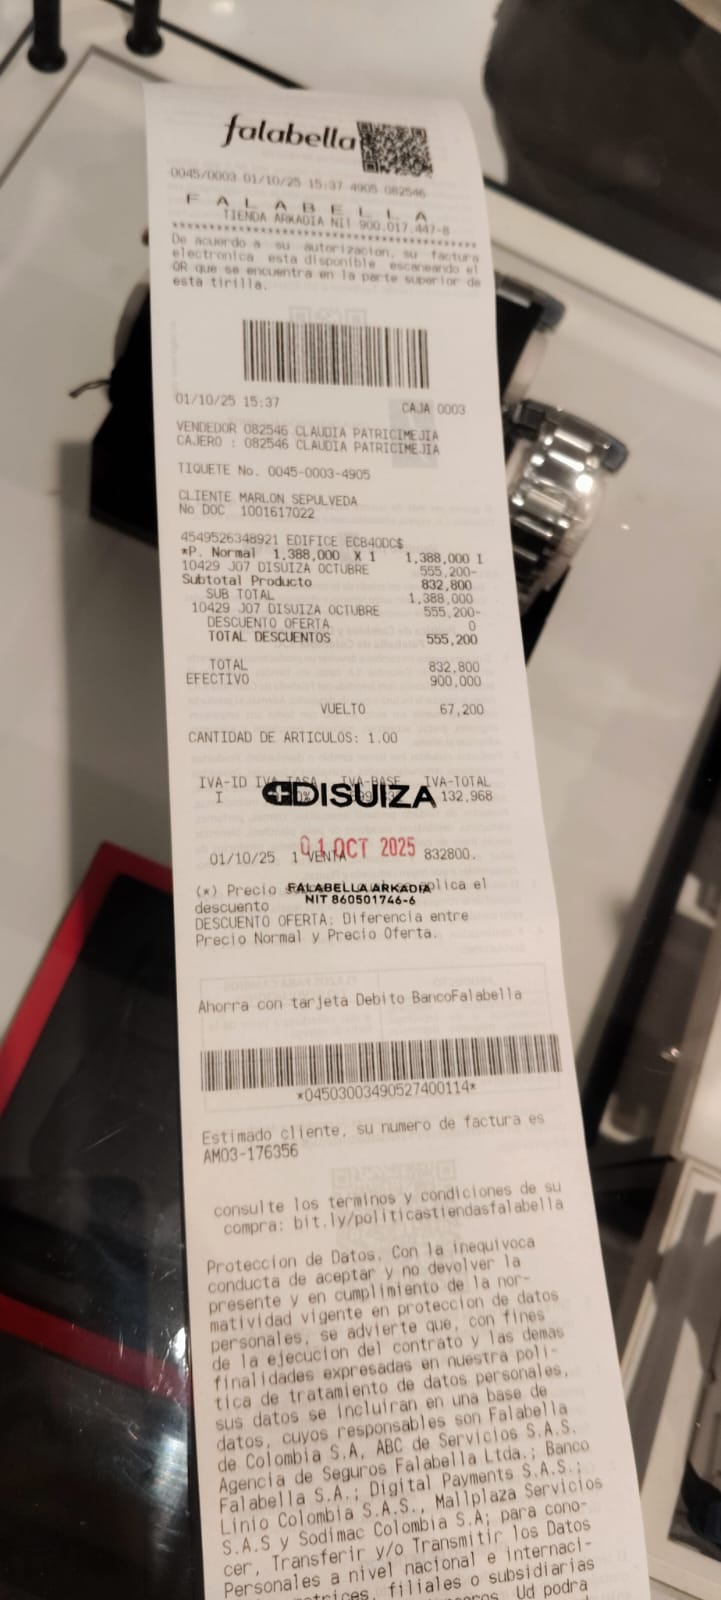 falabella
0045/0003 01/10/25 15:37 4905 082546
F A L A B E L L A
TIENDA ARKADIA NIT 900.017.447-8
****************************************
De acuerdo a su autorizacion, su factura
electronica esta disponible escaneando el
QR que se encuentra en la parte superior de
esta tirilla.
01/10/25 15:37 CAJA 0003
VENDEDOR 082546 CLAUDIA PATRICIMEJIA
CAJERO : 082546 CLAUDIA PATRICIMEJIA
TIQUETE No. 0045-0003-4905
CLIENTE MARLON SEPULVEDA
No DOC 1001617022
4549526348921 EDIFICE ECB40DC$
*P. Normal 1,388,000 X 1 1,388,000 I
10429 J07 DISUIZA OCTUBRE 555,200-
Subtotal Producto 832,800
SUB TOTAL 1,388,000
10429 J07 DISUIZA OCTUBRE 555,200-
DESCUENTO OFERTA 0
TOTAL DESCUENTOS 555,200
TOTAL 832,800
EFECTIVO 900,000
VUELTO 67,200
CANTIDAD DE ARTICULOS: 1.00
IVA-ID IVA-TASA IVA-BASE IVA-TOTAL
I 132,968
DISUIZA
01 OCT 2025
01/10/25 1 VENTA 832800.
(*) Precio aplica el
FALABELLA ARKADIA
NIT 860501746-6
descuento
DESCUENTO OFERTA: Diferencia entre
Precio Normal y Precio Oferta.
Ahorra con tarjeta Debito BancoFalabella
*04503003490527400114*
Estimado cliente, su numero de factura es
AM03-176356
consulte los terminos y condiciones de su
compra: bit.ly/politicastiendasfalabella
Proteccion de Datos. Con la inequivoca
conducta de aceptar y no devolver la
presente y en cumplimiento de la nor-
matividad vigente en proteccion de datos
personales, se advierte que, con fines
de la ejecucion del contrato y las demas
finalidades expresadas en nuestra poli-
tica de tratamiento de datos personales,
sus datos se incluiran en una base de
datos, cuyos responsables son Falabella
de Colombia S.A, ABC de Servicios S.A.S.
Agencia de Seguros Falabella Ltda.; Banco
Falabella S.A.; Digital Payments S.A.S.;
Linio Colombia S.A.S., Mallplaza Servicios
S.A.S y Sodimac Colombia S.A; para cono-
cer, Transferir y/o Transmitir los Datos
Personales a nivel nacional e internaci-
matrices, filiales o subsidiarias
Ud podra